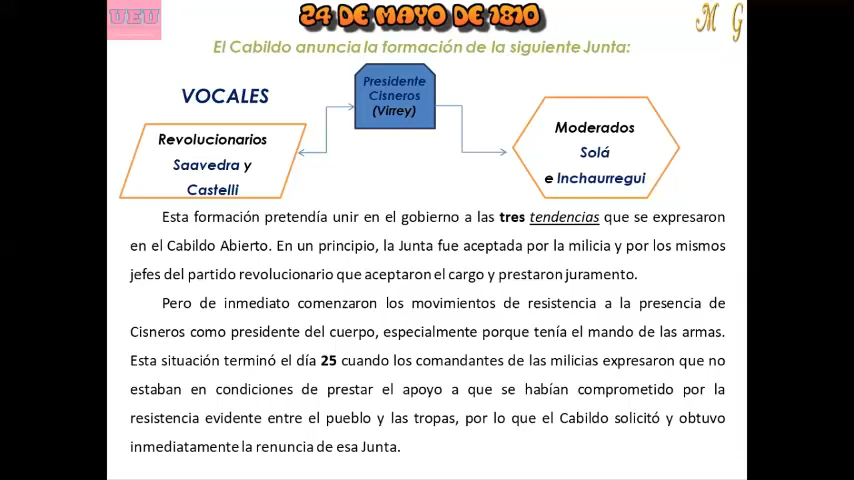 UEU
24 DE MAYO DE 1810
M G
El Cabildo anuncia la formación de la siguiente Junta:
VOCALES
Presidente
Cisneros
(Virrey)
Revolucionarios
Saavedra y
Castelli
Moderados
Solá
e Inchaurregui
Esta formación pretendía unir en el gobierno a las tres tendencias que se expresaron
en el Cabildo Abierto. En un principio, la Junta fue aceptada por la milicia y por los mismos
jefes del partido revolucionario que aceptaron el cargo y prestaron juramento.
Pero de inmediato comenzaron los movimientos de resistencia a la presencia de
Cisneros como presidente del cuerpo, especialmente porque tenía el mando de las armas.
Esta situación terminó el día 25 cuando los comandantes de las milicias expresaron que no
estaban en condiciones de prestar el apoyo a que se habían comprometido por la
resistencia evidente entre el pueblo y las tropas, por lo que el Cabildo solicitó y obtuvo
inmediatamente la renuncia de esa Junta.